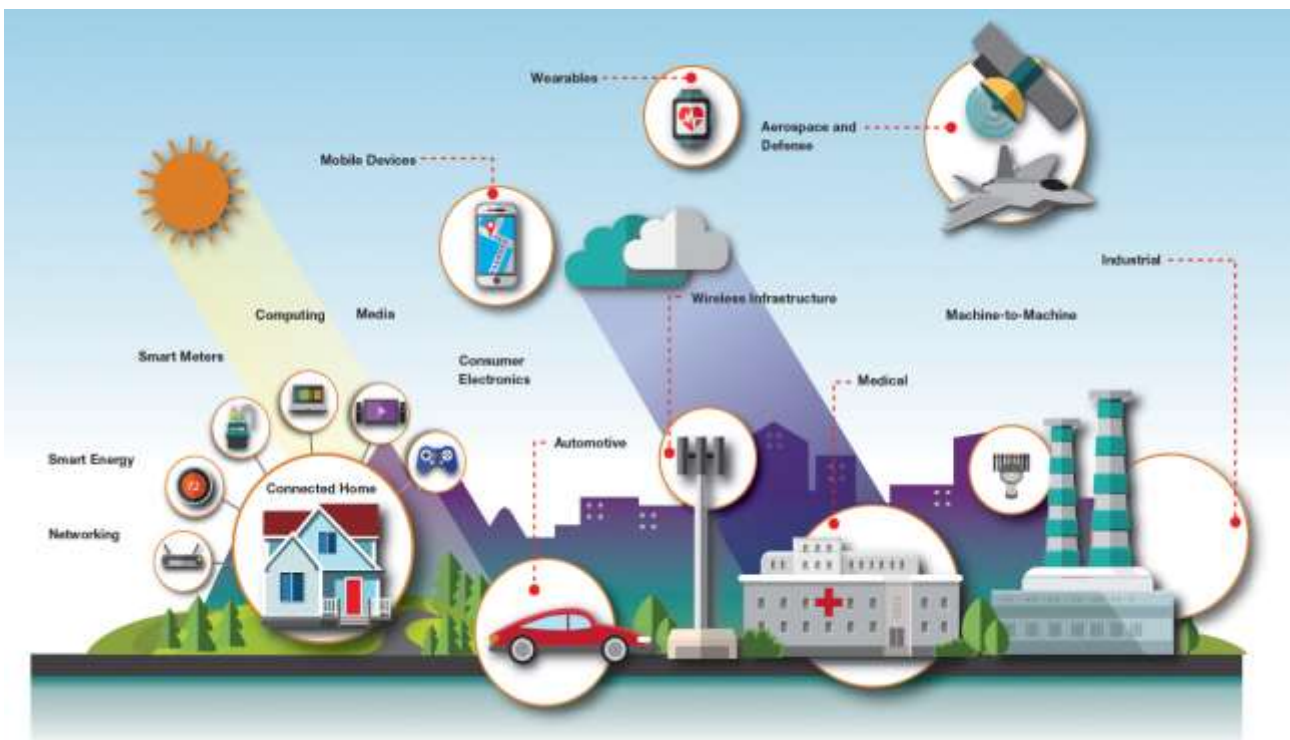 Wearables
Aerospace and
Defense
Mobile Devices
Industrial
Wireless Infrastructure
Computing
Media
Machine-to-Machine
Smart Meters
Consumer
Electronics
Medical
Automotive
Smart Energy
Connected Home
Networking